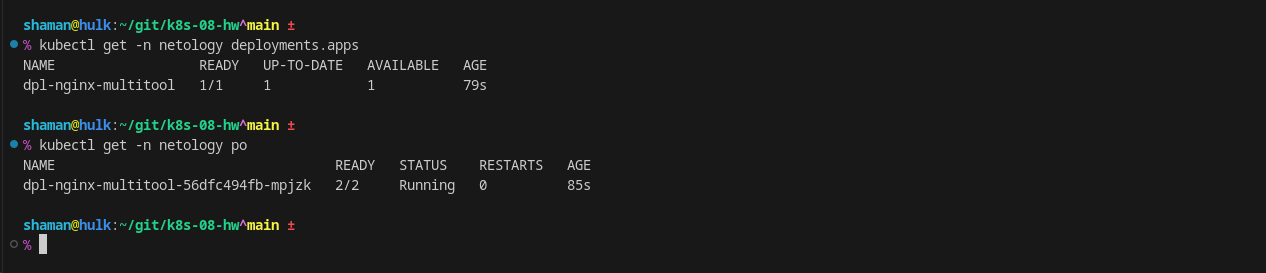 shaman@hulk:~/git/k8s-08-hw^main ±
% kubectl get -n netology deployments.apps
NAME                  READY   UP-TO-DATE   AVAILABLE   AGE
dpl-nginx-multitool   1/1     1            1           79s

shaman@hulk:~/git/k8s-08-hw^main ±
% kubectl get -n netology po
NAME                                   READY   STATUS    RESTARTS   AGE
dpl-nginx-multitool-56dfc494fb-mpjzk   2/2     Running   0          85s

shaman@hulk:~/git/k8s-08-hw^main ±
%